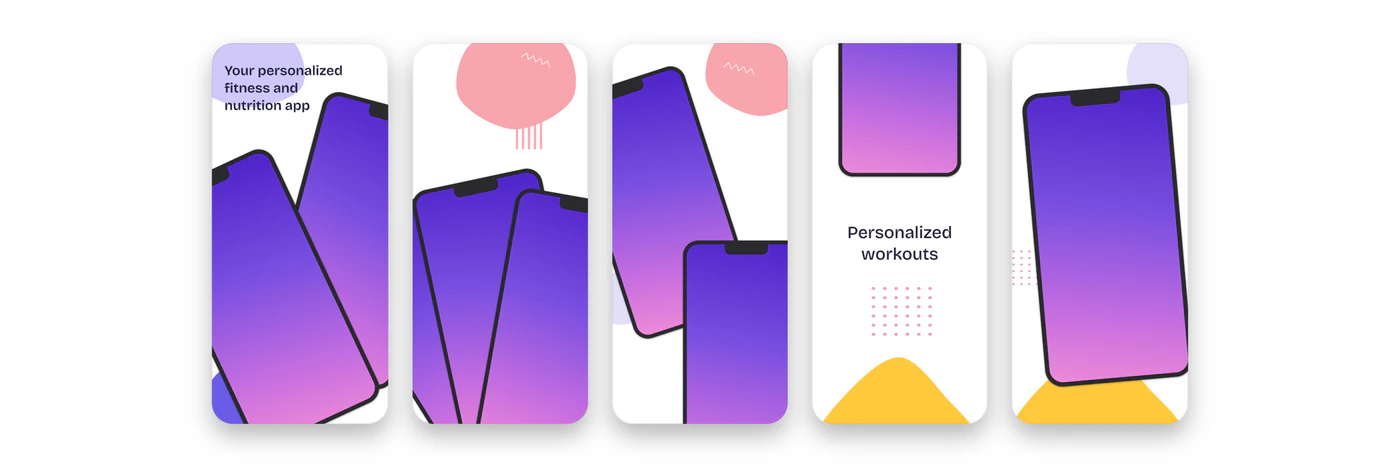 Your personalized
fitness and
nutrition app
Personalized
workouts